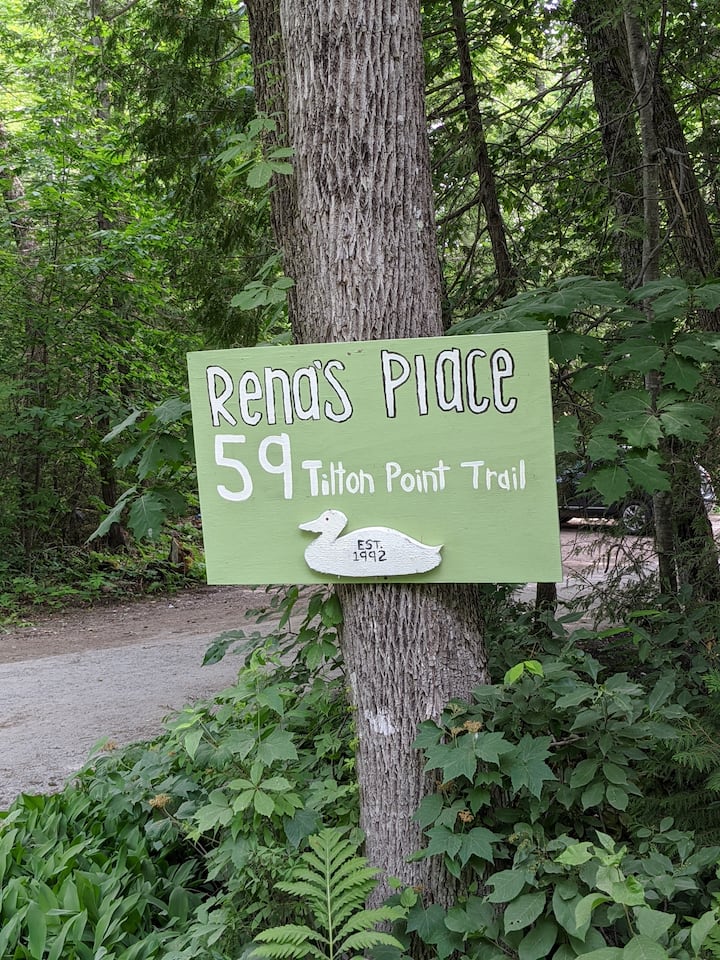 Rena's Place
59 Tilton Point Trail
EST.
1992